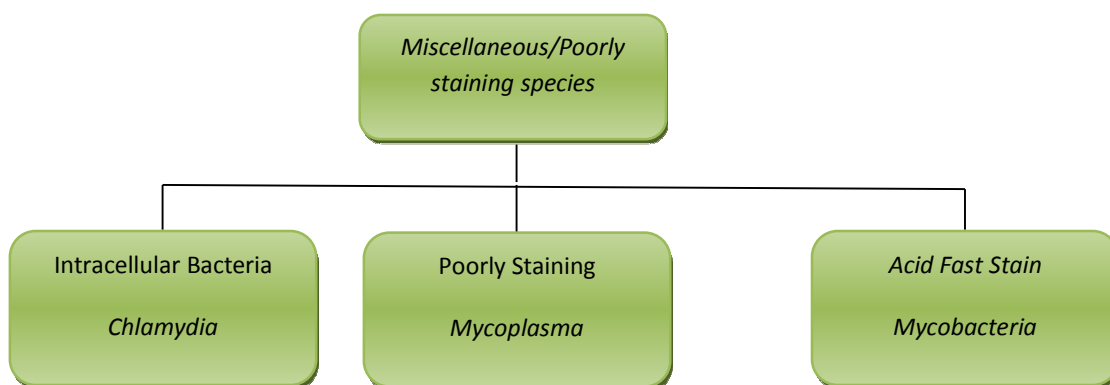 Miscellaneous/Poorly
staining species
Intracellular Bacteria
Chlamydia
Poorly Staining
Mycoplasma
Acid Fast Stain
Mycobacteria